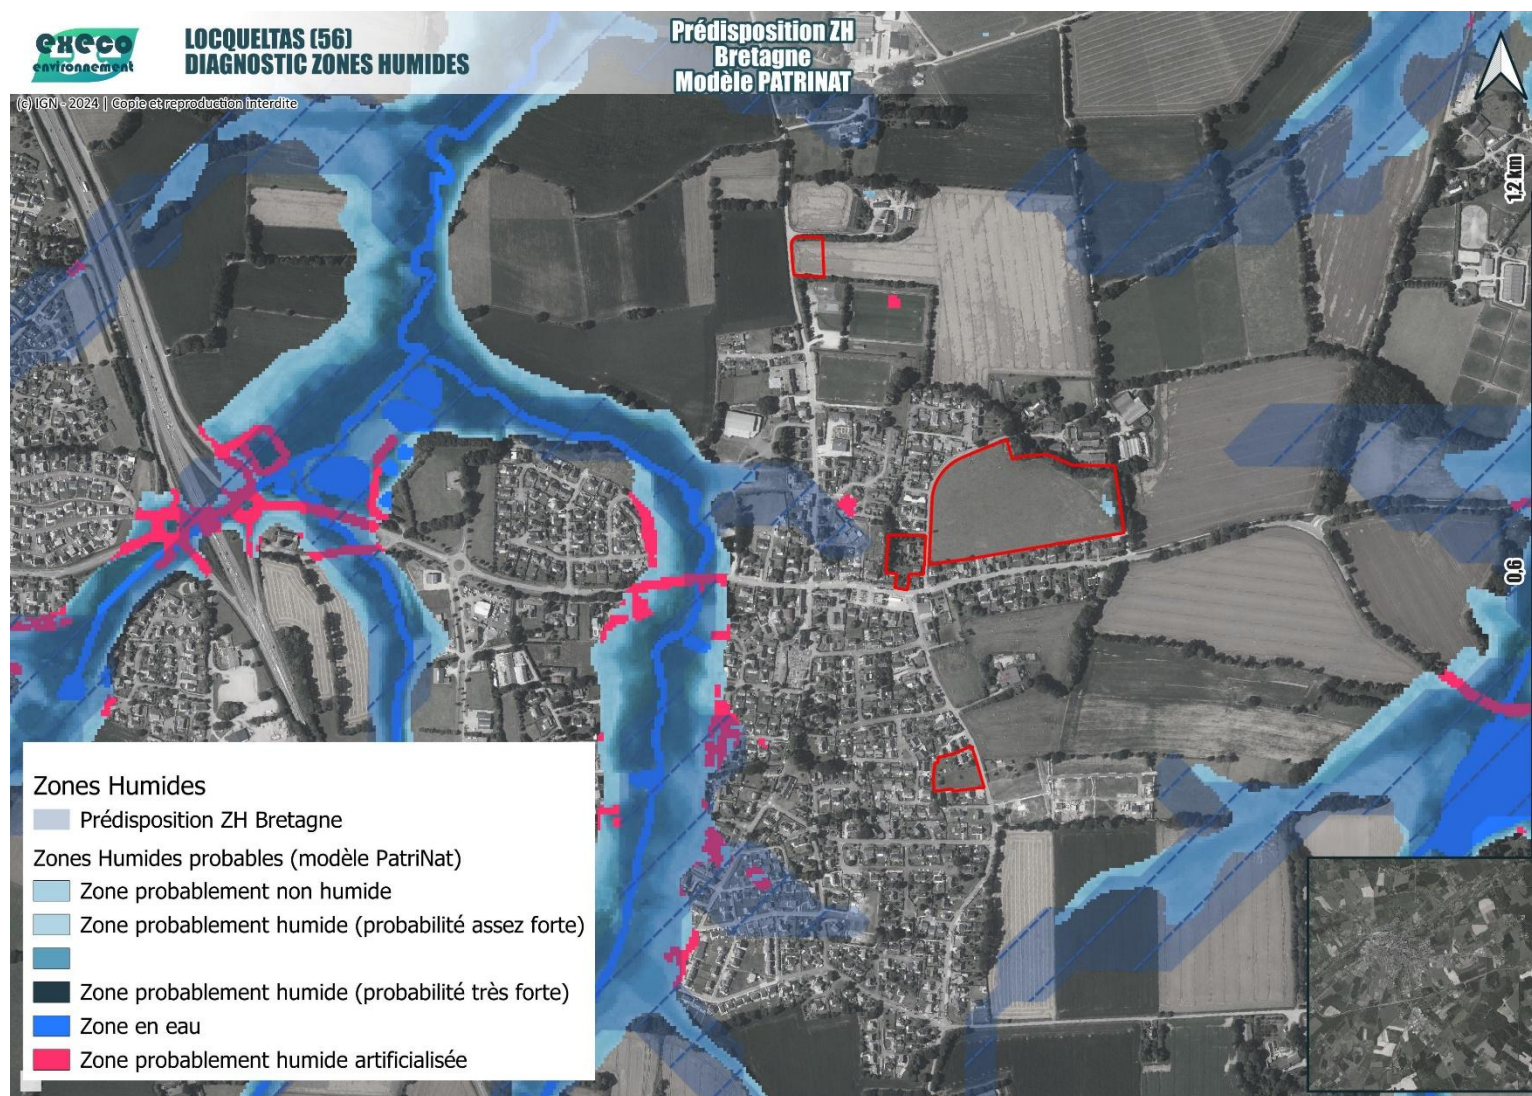 execo
environnement
LOCQUELTAS (56)
DIAGNOSTIC ZONES HUMIDES
Prédisposition ZH
Bretagne
Modèle PATRINAT
(c) IGN - 2024 | Copie et reproduction interdite
1,2 km
0,6
Zones Humides
Prédisposition ZH Bretagne
Zones Humides probables (modèle PatriNat)
Zone probablement non humide
Zone probablement humide (probabilité assez forte)
Zone probablement humide (probabilité très forte)
Zone en eau
Zone probablement humide artificialisée